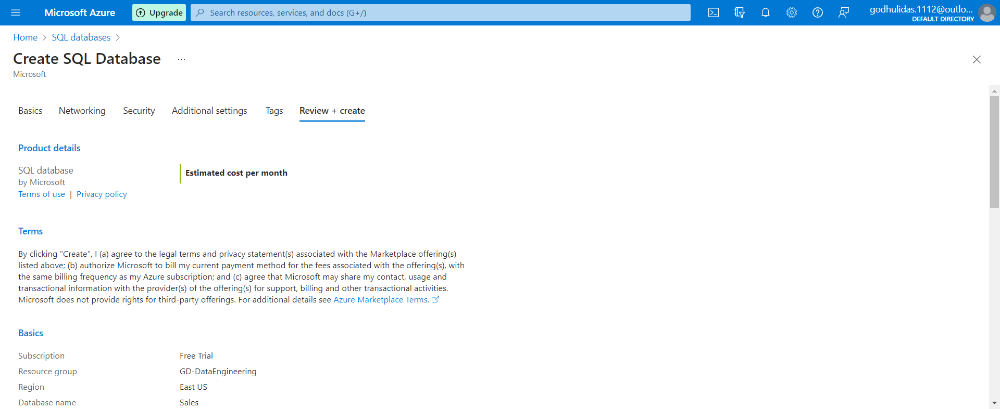 Microsoft Azure
Upgrade
Search resources, services, and docs (G+/)
godhulidas.1112@outlo...
DEFAULT DIRECTORY
Home > SQL databases >
Create SQL Database ...
Microsoft
Basics Networking Security Additional settings Tags Review + create
Product details
SQL database
by Microsoft
Terms of use | Privacy policy
Estimated cost per month
Terms
By clicking "Create", I (a) agree to the legal terms and privacy statement(s) associated with the Marketplace offering(s)
listed above; (b) authorize Microsoft to bill my current payment method for the fees associated with the offering(s), with
the same billing frequency as my Azure subscription; and (c) agree that Microsoft may share my contact, usage and
transactional information with the provider(s) of the offering(s) for support, billing and other transactional activities.
Microsoft does not provide rights for third-party offerings. For additional details see Azure Marketplace Terms.
Basics
Subscription Free Trial
Resource group GD-DataEngineering
Region East US
Database name Sales